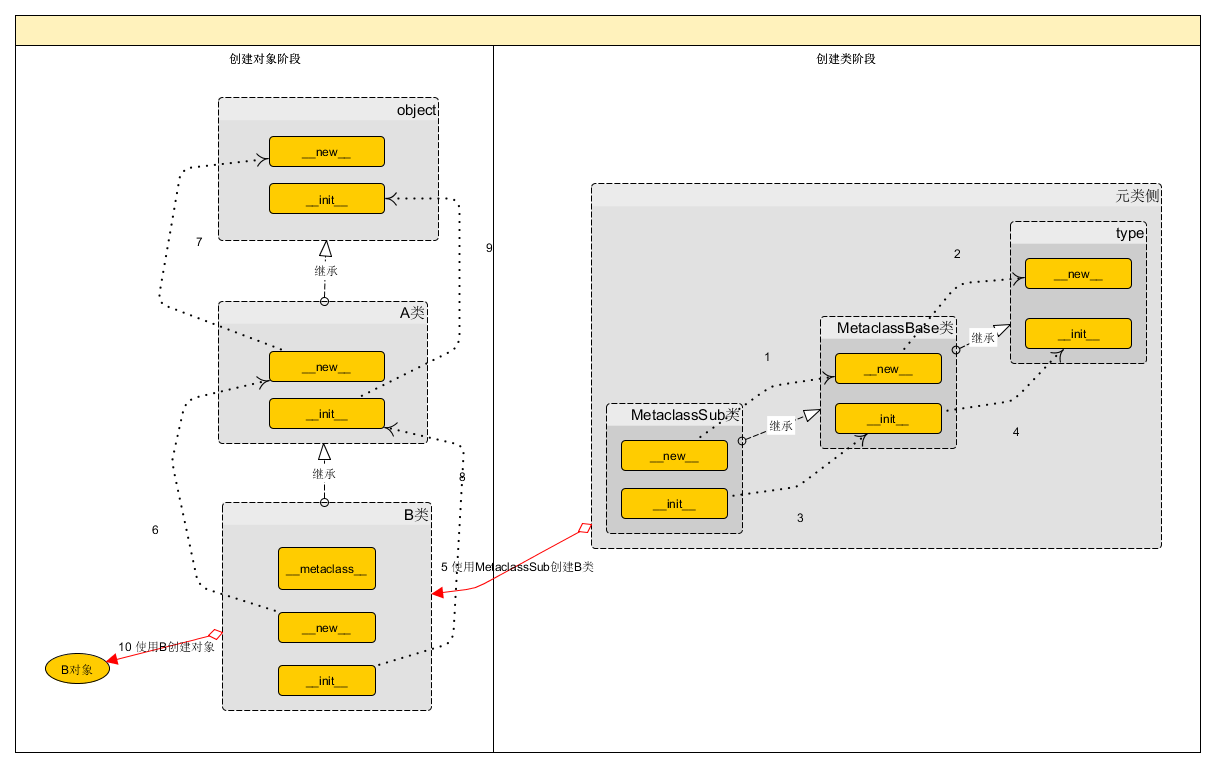 创建对象阶段
创建类阶段
object
__new__
__init__
7
9
继承
A类
__new__
__init__
继承
8
6
B类
__metaclass__
__new__
__init__
10 使用B创建对象
B对象
5 使用MetaclassSub创建B类
元类侧
type
__new__
__init__
2
继承
MetaclassBase类
__new__
__init__
1
4
继承
MetaclassSub类
__new__
__init__
3